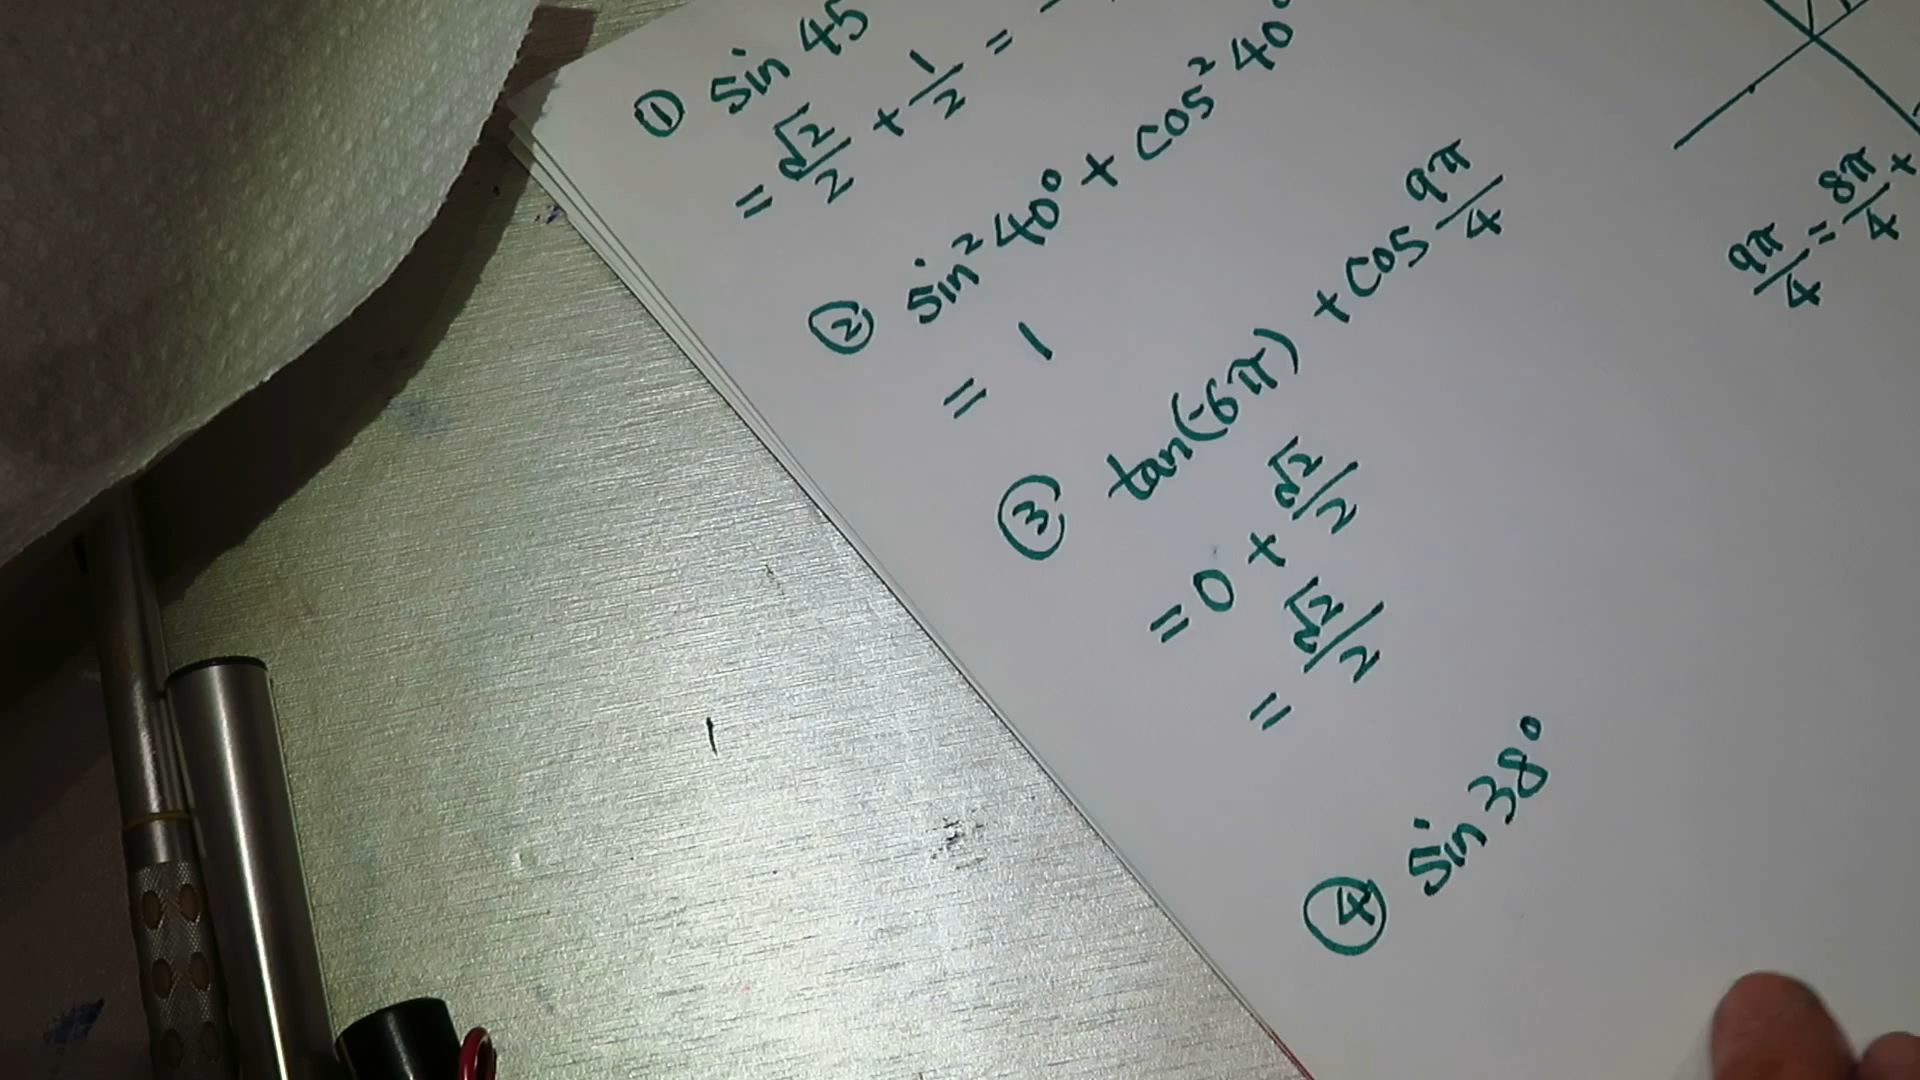 ① sin 45
= √2/2 + 1/2 =
② sin² 40° + cos² 40°
= 1
③ tan(-6π) + cos 9π/4
= 0 + √2/2
= √2/2
④ sin 38°
9π/4 = 8π/4 +